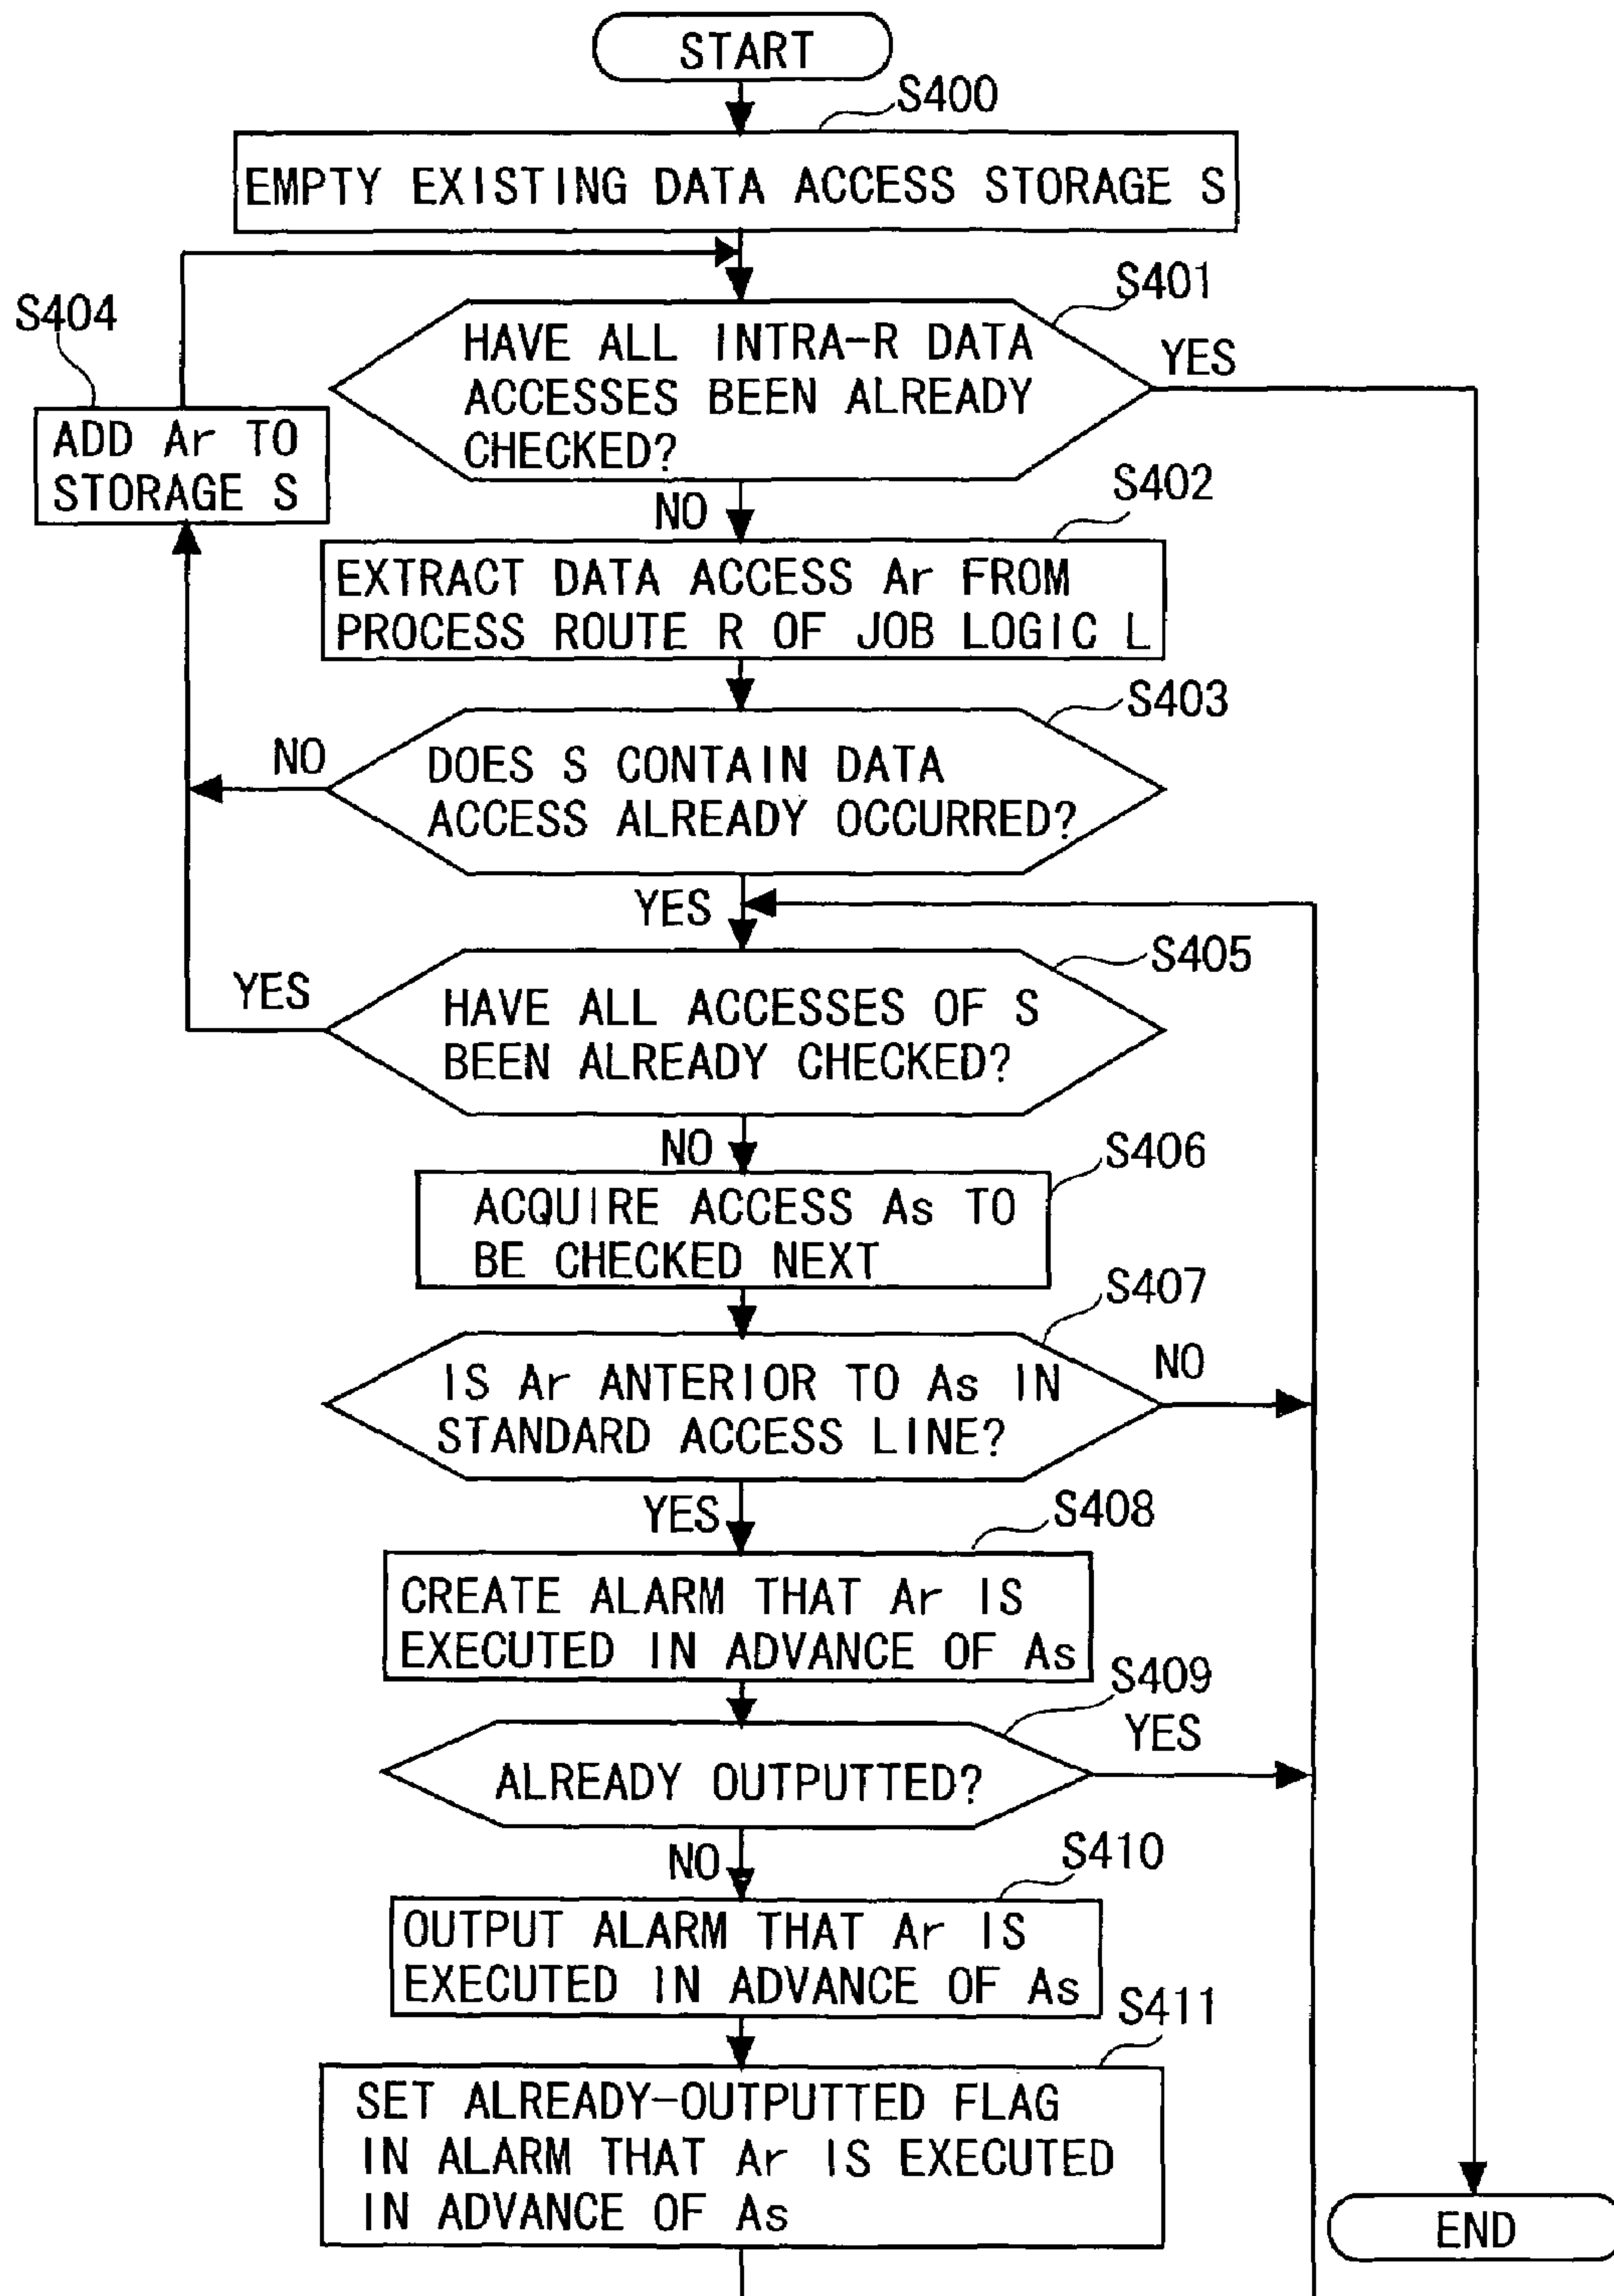 START
S400
EMPTY EXISTING DATA ACCESS STORAGE S
S401
S404
HAVE ALL INTRA-R DATA
ACCESSES BEEN ALREADY
CHECKED?
YES
ADD Ar TO
STORAGE S
NO
S402
EXTRACT DATA ACCESS Ar FROM
PROCESS ROUTE R OF JOB LOGIC L
S403
NO
DOES S CONTAIN DATA
ACCESS ALREADY OCCURRED?
YES
S405
YES
HAVE ALL ACCESSES OF S
BEEN ALREADY CHECKED?
NO
S406
ACQUIRE ACCESS As TO
BE CHECKED NEXT
S407
IS Ar ANTERIOR TO As IN
STANDARD ACCESS LINE?
NO
YES
S408
CREATE ALARM THAT Ar IS
EXECUTED IN ADVANCE OF As
S409
YES
ALREADY OUTPUTTED?
NO
S410
OUTPUT ALARM THAT Ar IS
EXECUTED IN ADVANCE OF As
S411
SET ALREADY-OUTPUTTED FLAG
IN ALARM THAT Ar IS EXECUTED
IN ADVANCE OF As
END